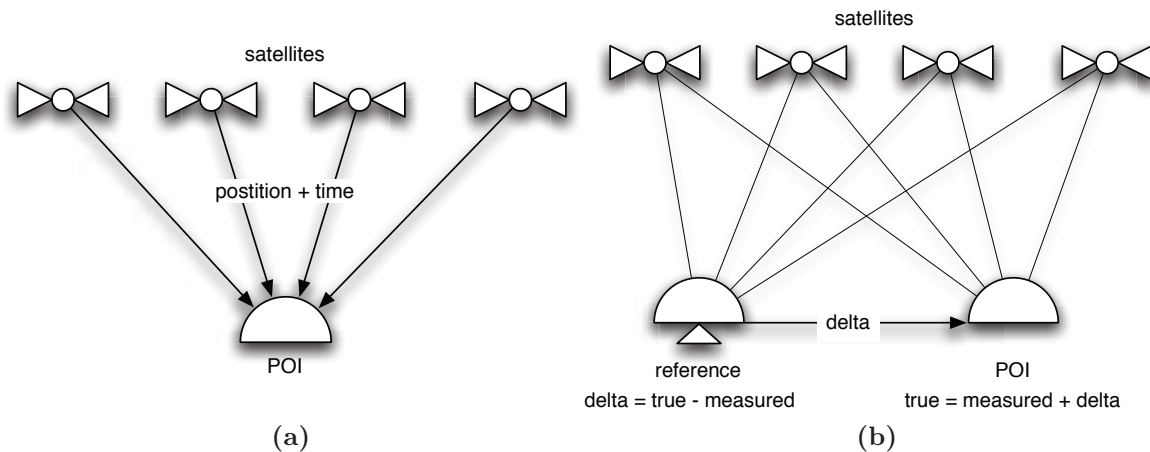 satellites
postition + time
POI
(a)
satellites
delta
reference
delta = true - measured
POI
true = measured + delta
(b)